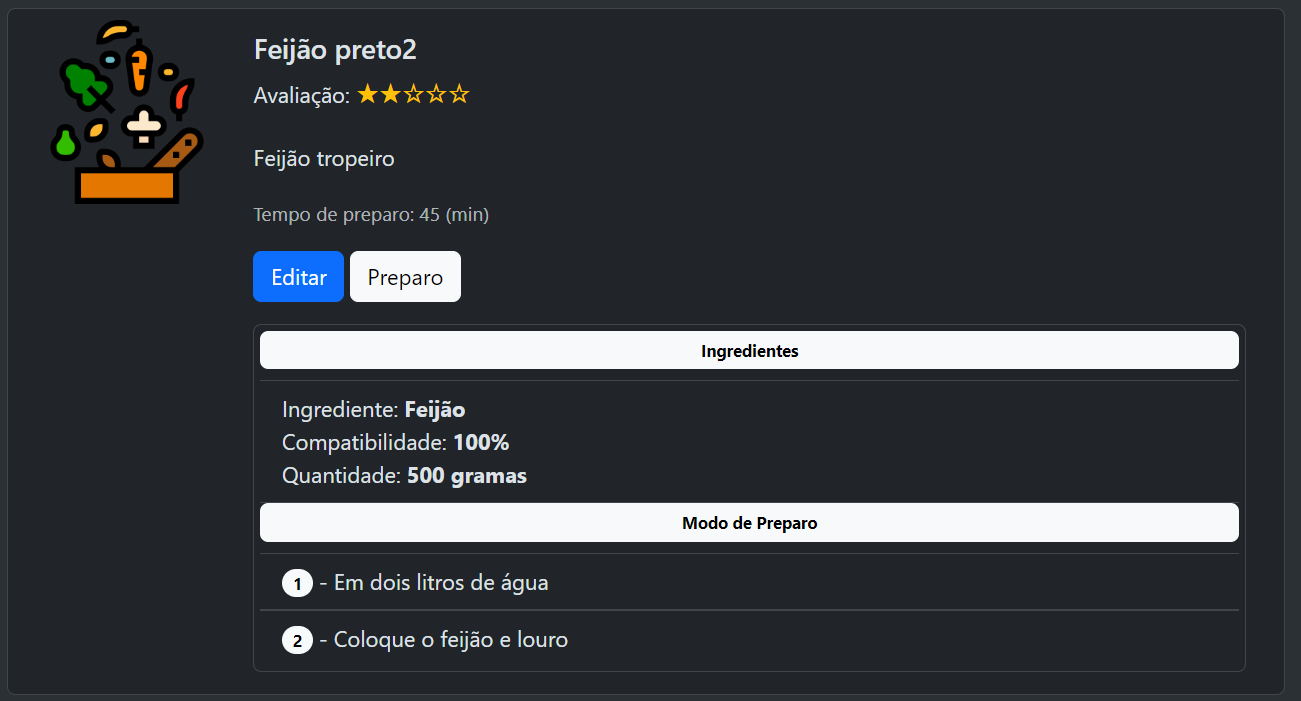 Feijão preto2
Avaliação: ★★☆☆☆
Feijão tropeiro
Tempo de preparo: 45 (min)
Editar
Preparo
Ingredientes
Ingrediente: Feijão
Compatibilidade: 100%
Quantidade: 500 gramas
Modo de Preparo
1 - Em dois litros de água
2 - Coloque o feijão e louro